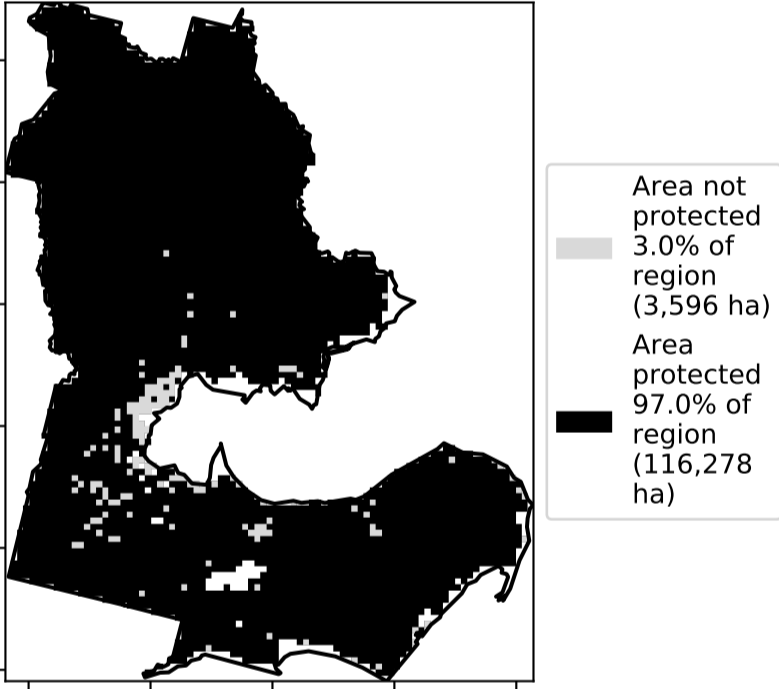 Area not
protected
3.0% of
region
(3,596 ha)
Area
protected
97.0% of
region
(116,278
ha)